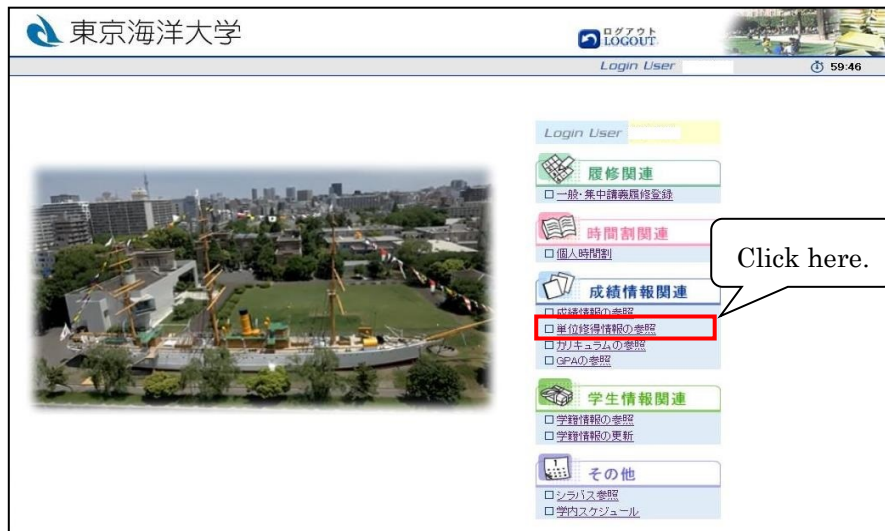 東京海洋大学
ログアウト
LOGOUT
Login User
59:46
Login User
履修関連
一般・集中講義履修登録
時間割関連
個人時間割
Click here.
成績情報関連
成績情報の参照
単位修得情報の参照
カリキュラムの参照
GPAの参照
学生情報関連
学籍情報の参照
学籍情報の更新
その他
シラバス参照
学内スケジュール